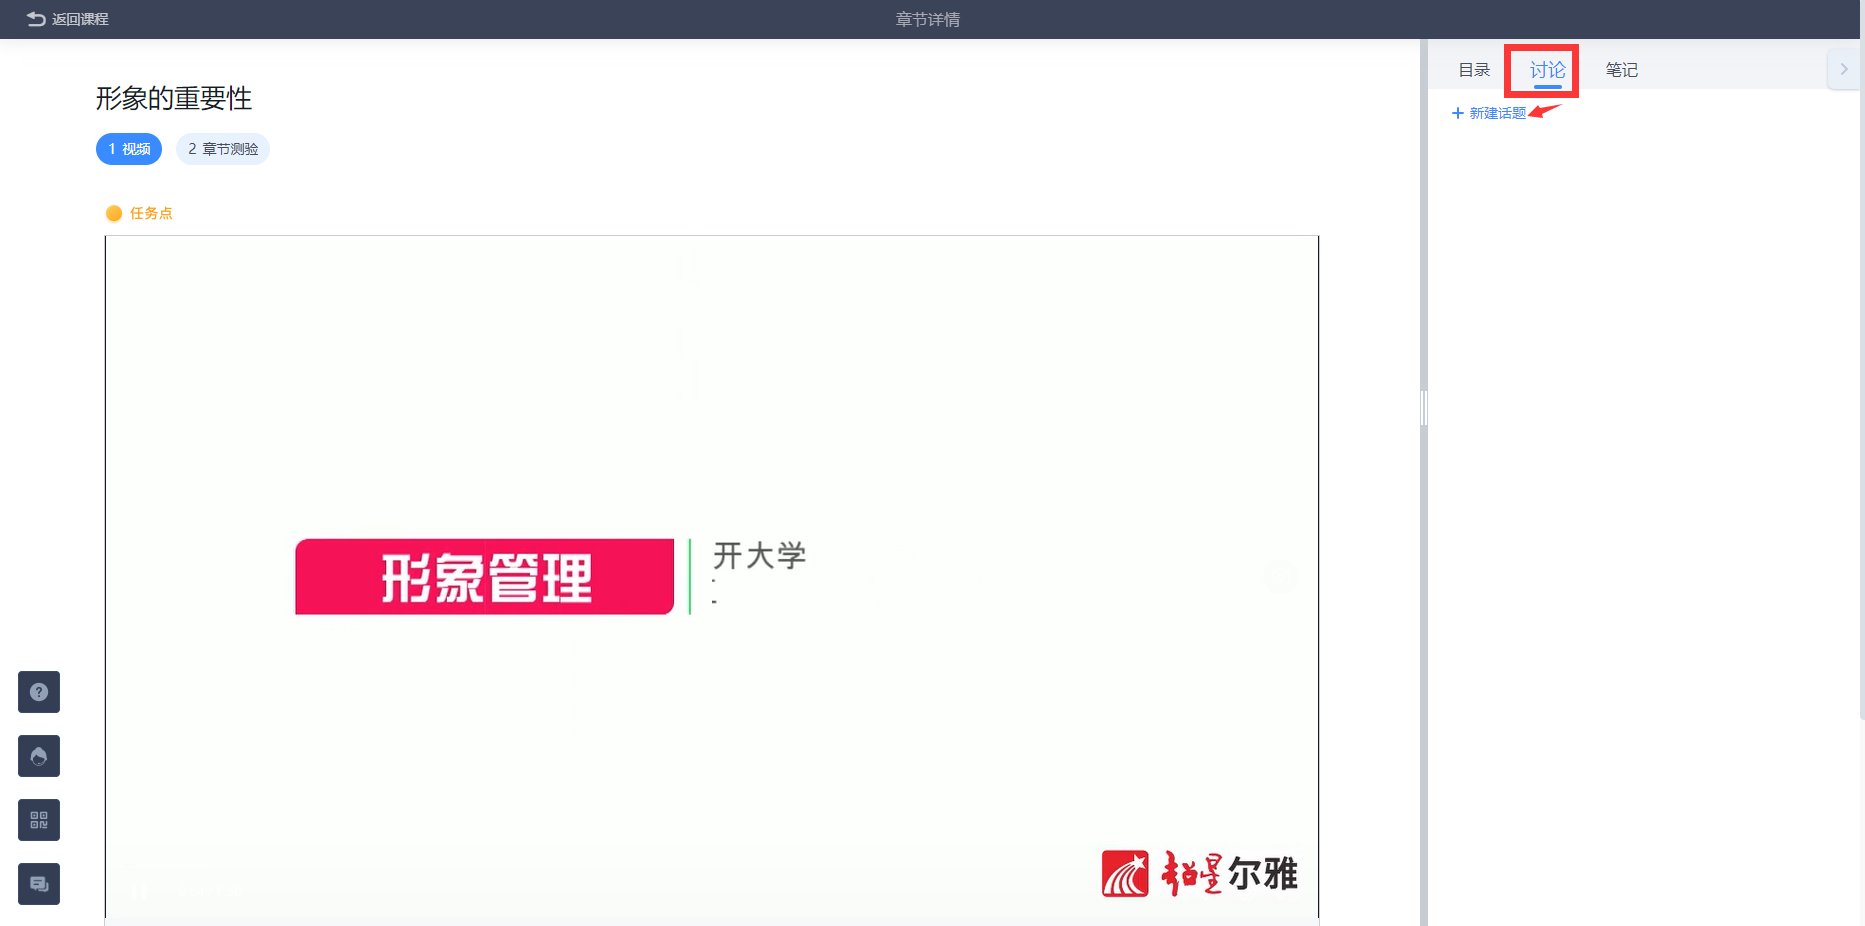 返回课程
章节详情
形象的重要性
1 视频
2 章节测验
任务点
形象管理
开大学
超星尔雅
目录
讨论
笔记
+ 新建话题